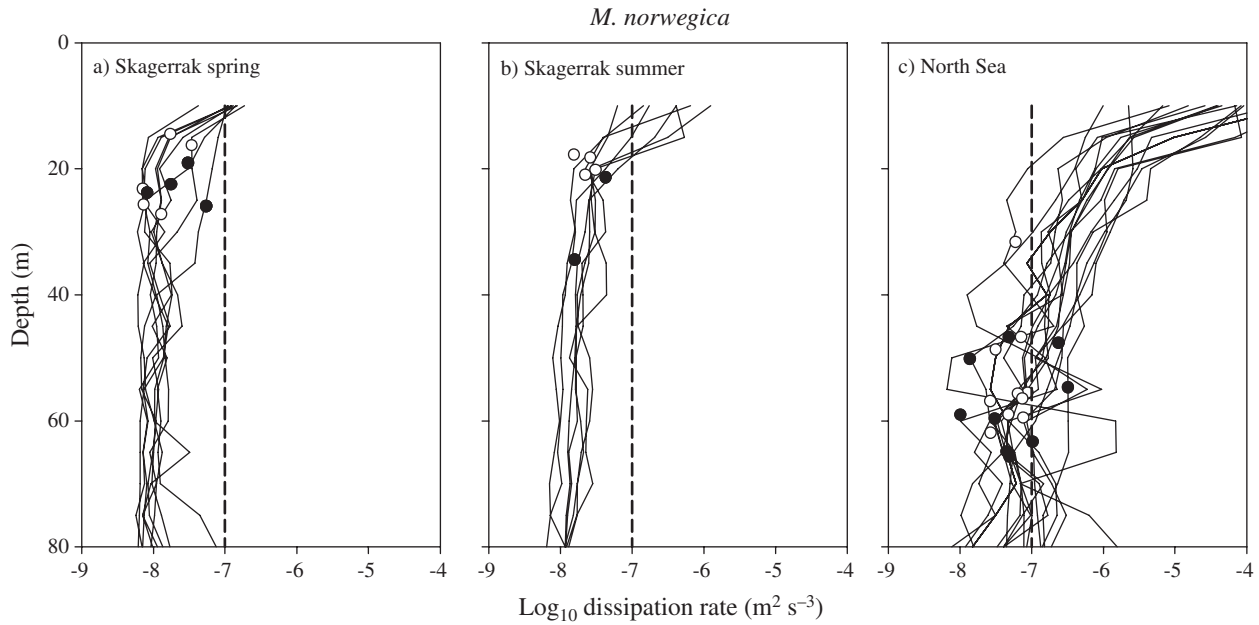 M. norwegica
a) Skagerrak spring
b) Skagerrak summer
c) North Sea
Depth (m)
0
20
40
60
80
-9 -8 -7 -6 -5 -4
-9 -8 -7 -6 -5 -4
-9 -8 -7 -6 -5 -4
Log₁₀ dissipation rate (m² s⁻³)